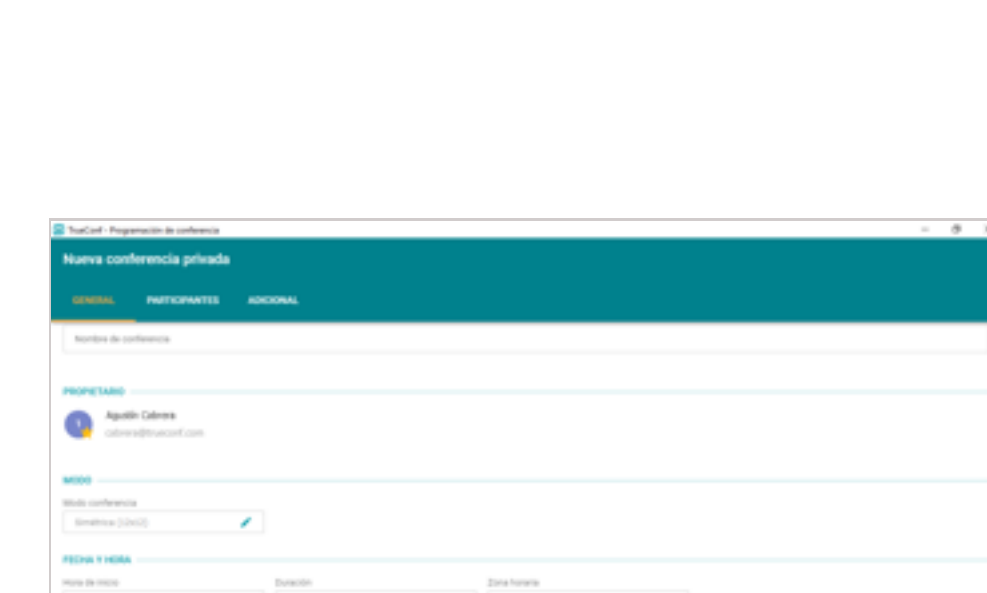 TrueConf - Programación de conferencia
Nueva conferencia privada
GENERAL PARTICIPANTES ADICIONAL
Nombre de conferencia
PROPIETARIO
Agustín Cabrera
cabrera@trueconf.com
MODO
Modo conferencia
Simétrica (12x12)
FECHA Y HORA
Hora de inicio Duración Zona horaria